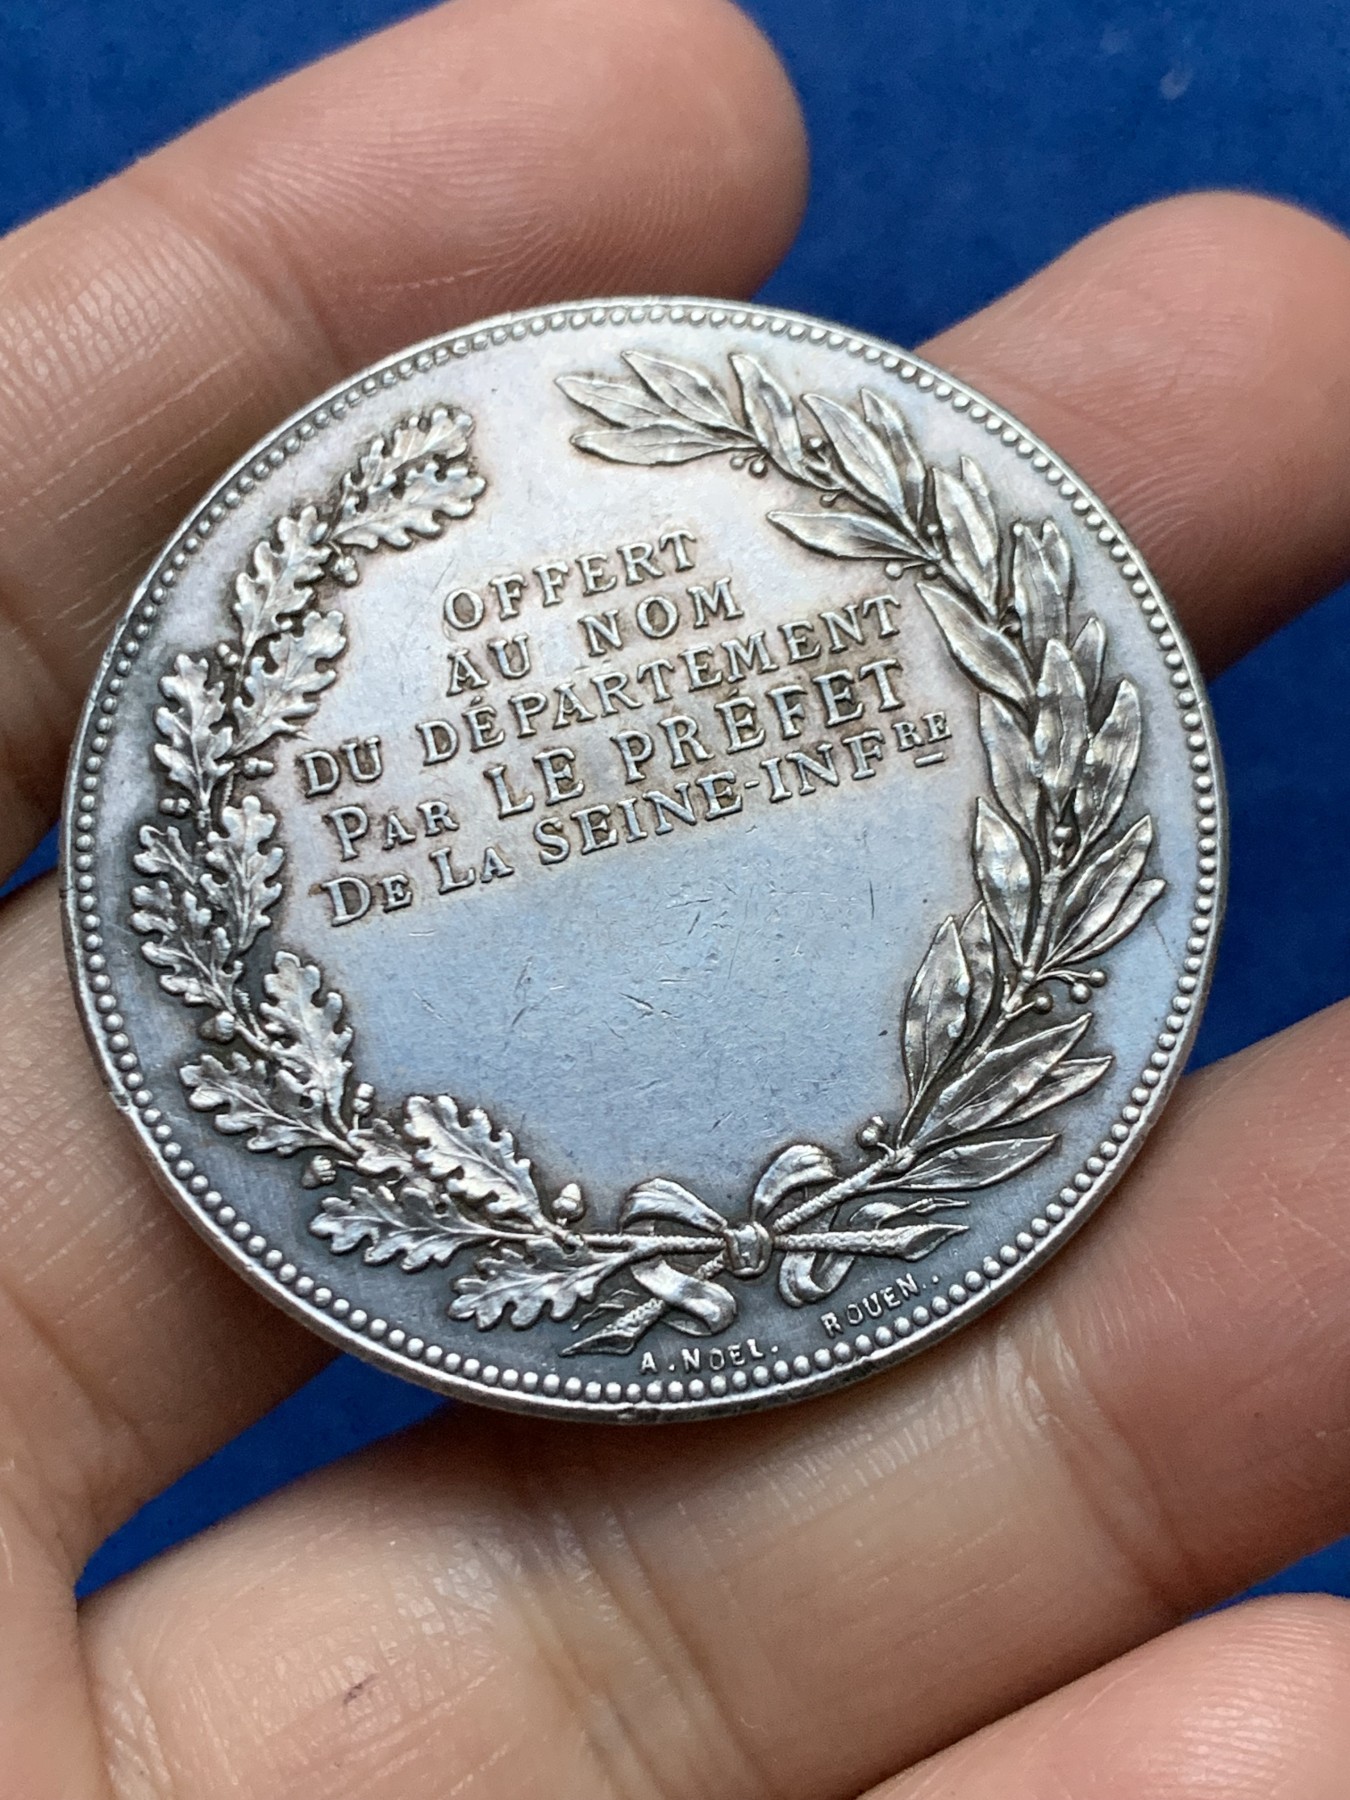 OFFERT
AU NOM
DU DÉPARTEMENT
PAR LE PRÉFET
DE LA SEINE-INFRE
A. NOEL. ROUEN.